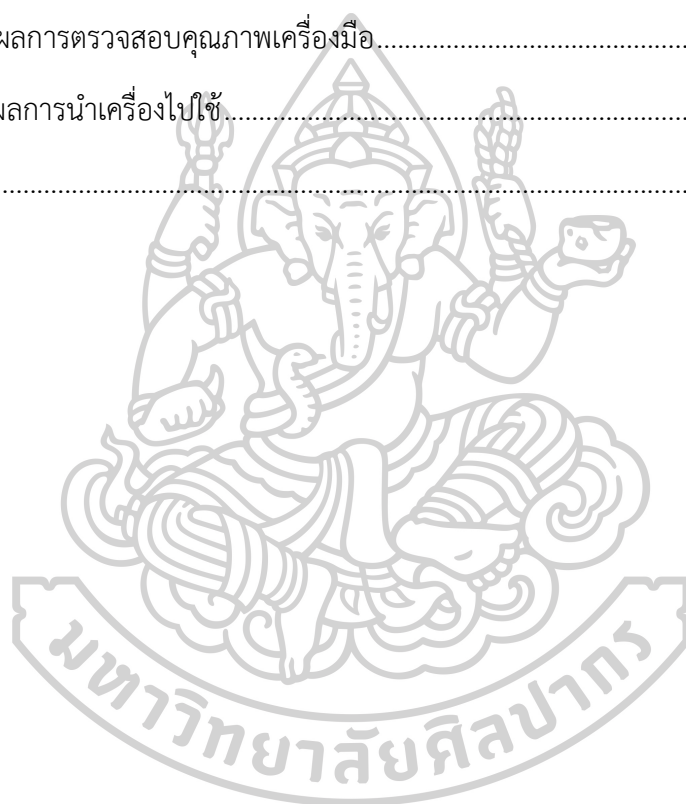 ผลการตรวจสอบคุณภาพเครื่องมือ........................................
ผลการนำเครื่องไปใช้............................................................
..........................................................................................
มหาวิทยาลัยศิลปากร